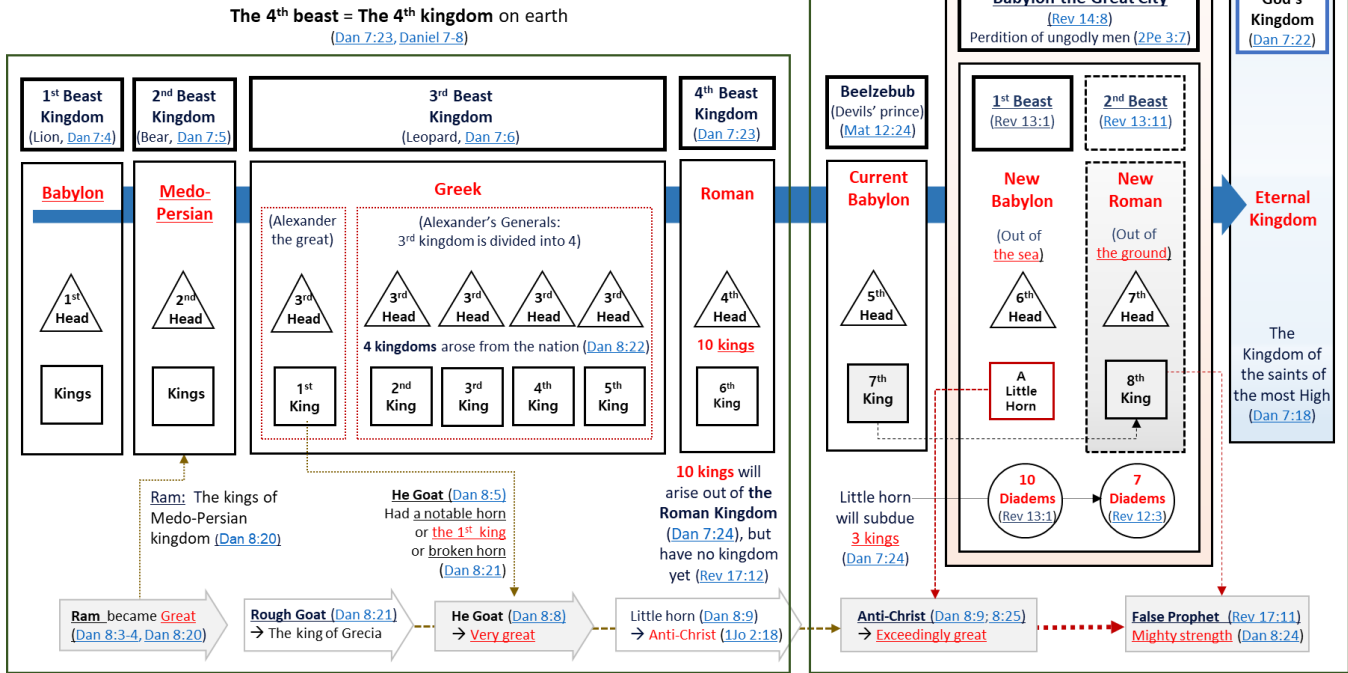 The 4th beast = The 4th kingdom on earth
(Dan 7:23, Daniel 7-8)
Babylon the Great City
(Rev 14:8)
Perdition of ungodly men (2Pe 3:7)
God's
Kingdom
(Dan 7:22)
1st Beast
Kingdom
(Lion, Dan 7:4)
2nd Beast
Kingdom
(Bear, Dan 7:5)
3rd Beast
Kingdom
(Leopard, Dan 7:6)
4th Beast
Kingdom
(Dan 7:23)
Beelzebub
(Devils' prince)
(Mat 12:24)
1st Beast
(Rev 13:1)
2nd Beast
(Rev 13:11)
Babylon
Medo-
Persian
Greek
Roman
Current
Babylon
New
Babylon
New
Roman
Eternal
Kingdom
(Alexander
the great)
(Alexander's Generals:
3rd kingdom is divided into 4)
(Out of
the sea)
(Out of
the ground)
1st
Head
2nd
Head
3rd
Head
3rd
Head
3rd
Head
3rd
Head
3rd
Head
4th
Head
5th
Head
6th
Head
7th
Head
4 kingdoms arose from the nation (Dan 8:22)
10 kings
The
Kingdom of
the saints of
the most High
(Dan 7:18)
Kings
Kings
1st
King
2nd
King
3rd
King
4th
King
5th
King
6th
King
7th
King
A
Little
Horn
8th
King
Ram: The kings of
Medo-Persian
kingdom (Dan 8:20)
He Goat (Dan 8:5)
Had a notable horn
or the 1st king
or broken horn
(Dan 8:21)
10 kings will
arise out of the
Roman Kingdom
(Dan 7:24), but
have no kingdom
yet (Rev 17:12)
Little horn
will subdue
3 kings
(Dan 7:24)
10
Diadems
(Rev 13:1)
7
Diadems
(Rev 12:3)
Ram became Great
(Dan 8:3-4, Dan 8:20)
Rough Goat (Dan 8:21)
→ The king of Grecia
He Goat (Dan 8:8)
→ Very great
Little horn (Dan 8:9)
→ Anti-Christ (1Jo 2:18)
Anti-Christ (Dan 8:9; 8:25)
→ Exceedingly great
False Prophet (Rev 17:11)
Mighty strength (Dan 8:24)